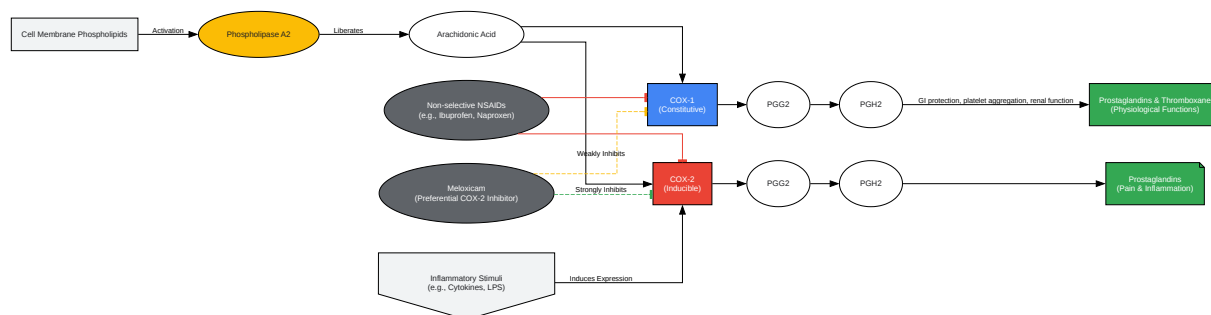 Cell Membrane Phospholipids
Activation
Phospholipase A2
Liberates
Arachidonic Acid
Non-selective NSAIDs
(e.g., Ibuprofen, Naproxen)
COX-1
(Constitutive)
PGG2
PGH2
GI protection, platelet aggregation, renal function
Prostaglandins & Thromboxane
(Physiological Functions)
Weakly Inhibits
Meloxicam
(Preferential COX-2 Inhibitor)
Strongly Inhibits
COX-2
(Inducible)
PGG2
PGH2
Prostaglandins
(Pain & Inflammation)
Inflammatory Stimuli
(e.g., Cytokines, LPS)
Induces Expression